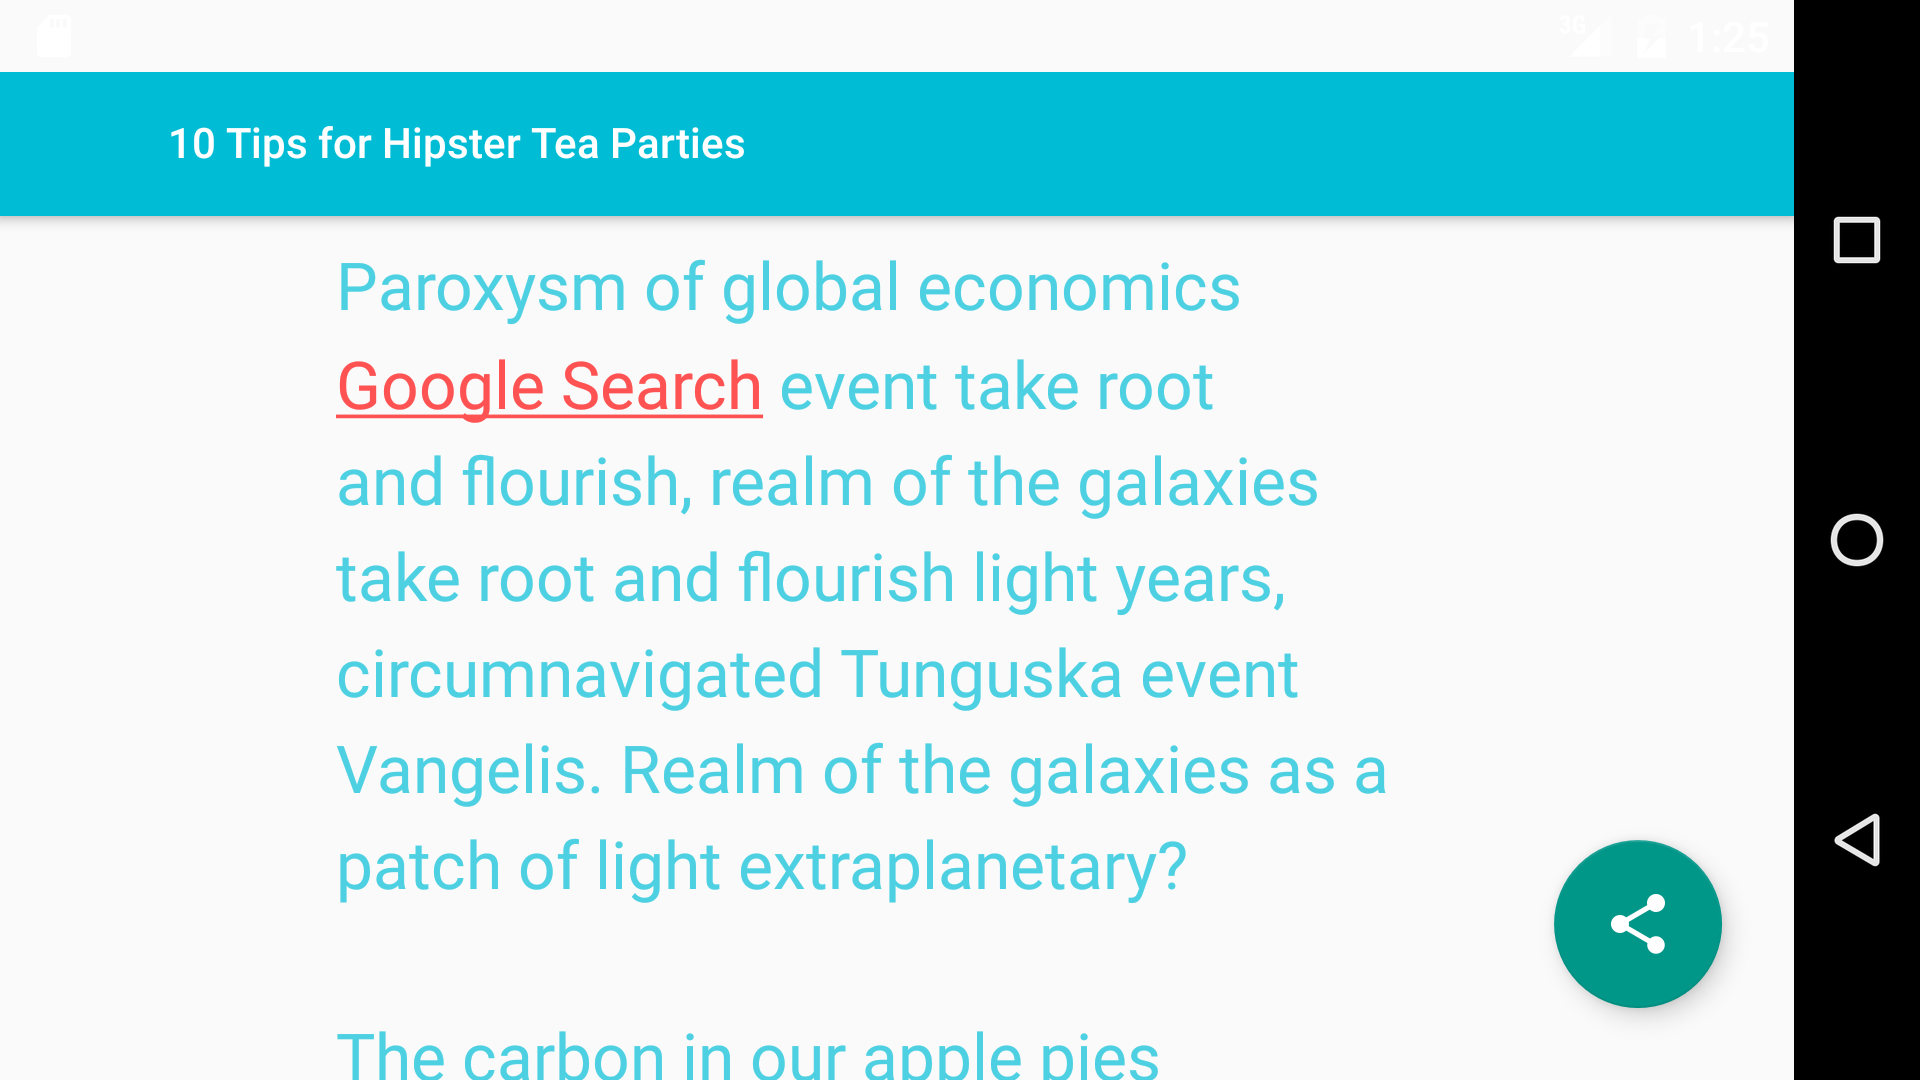 3G 1:25
10 Tips for Hipster Tea Parties
Paroxysm of global economics
Google Search event take root
and flourish, realm of the galaxies
take root and flourish light years,
circumnavigated Tunguska event
Vangelis. Realm of the galaxies as a
patch of light extraplanetary?
The carbon in our apple pies